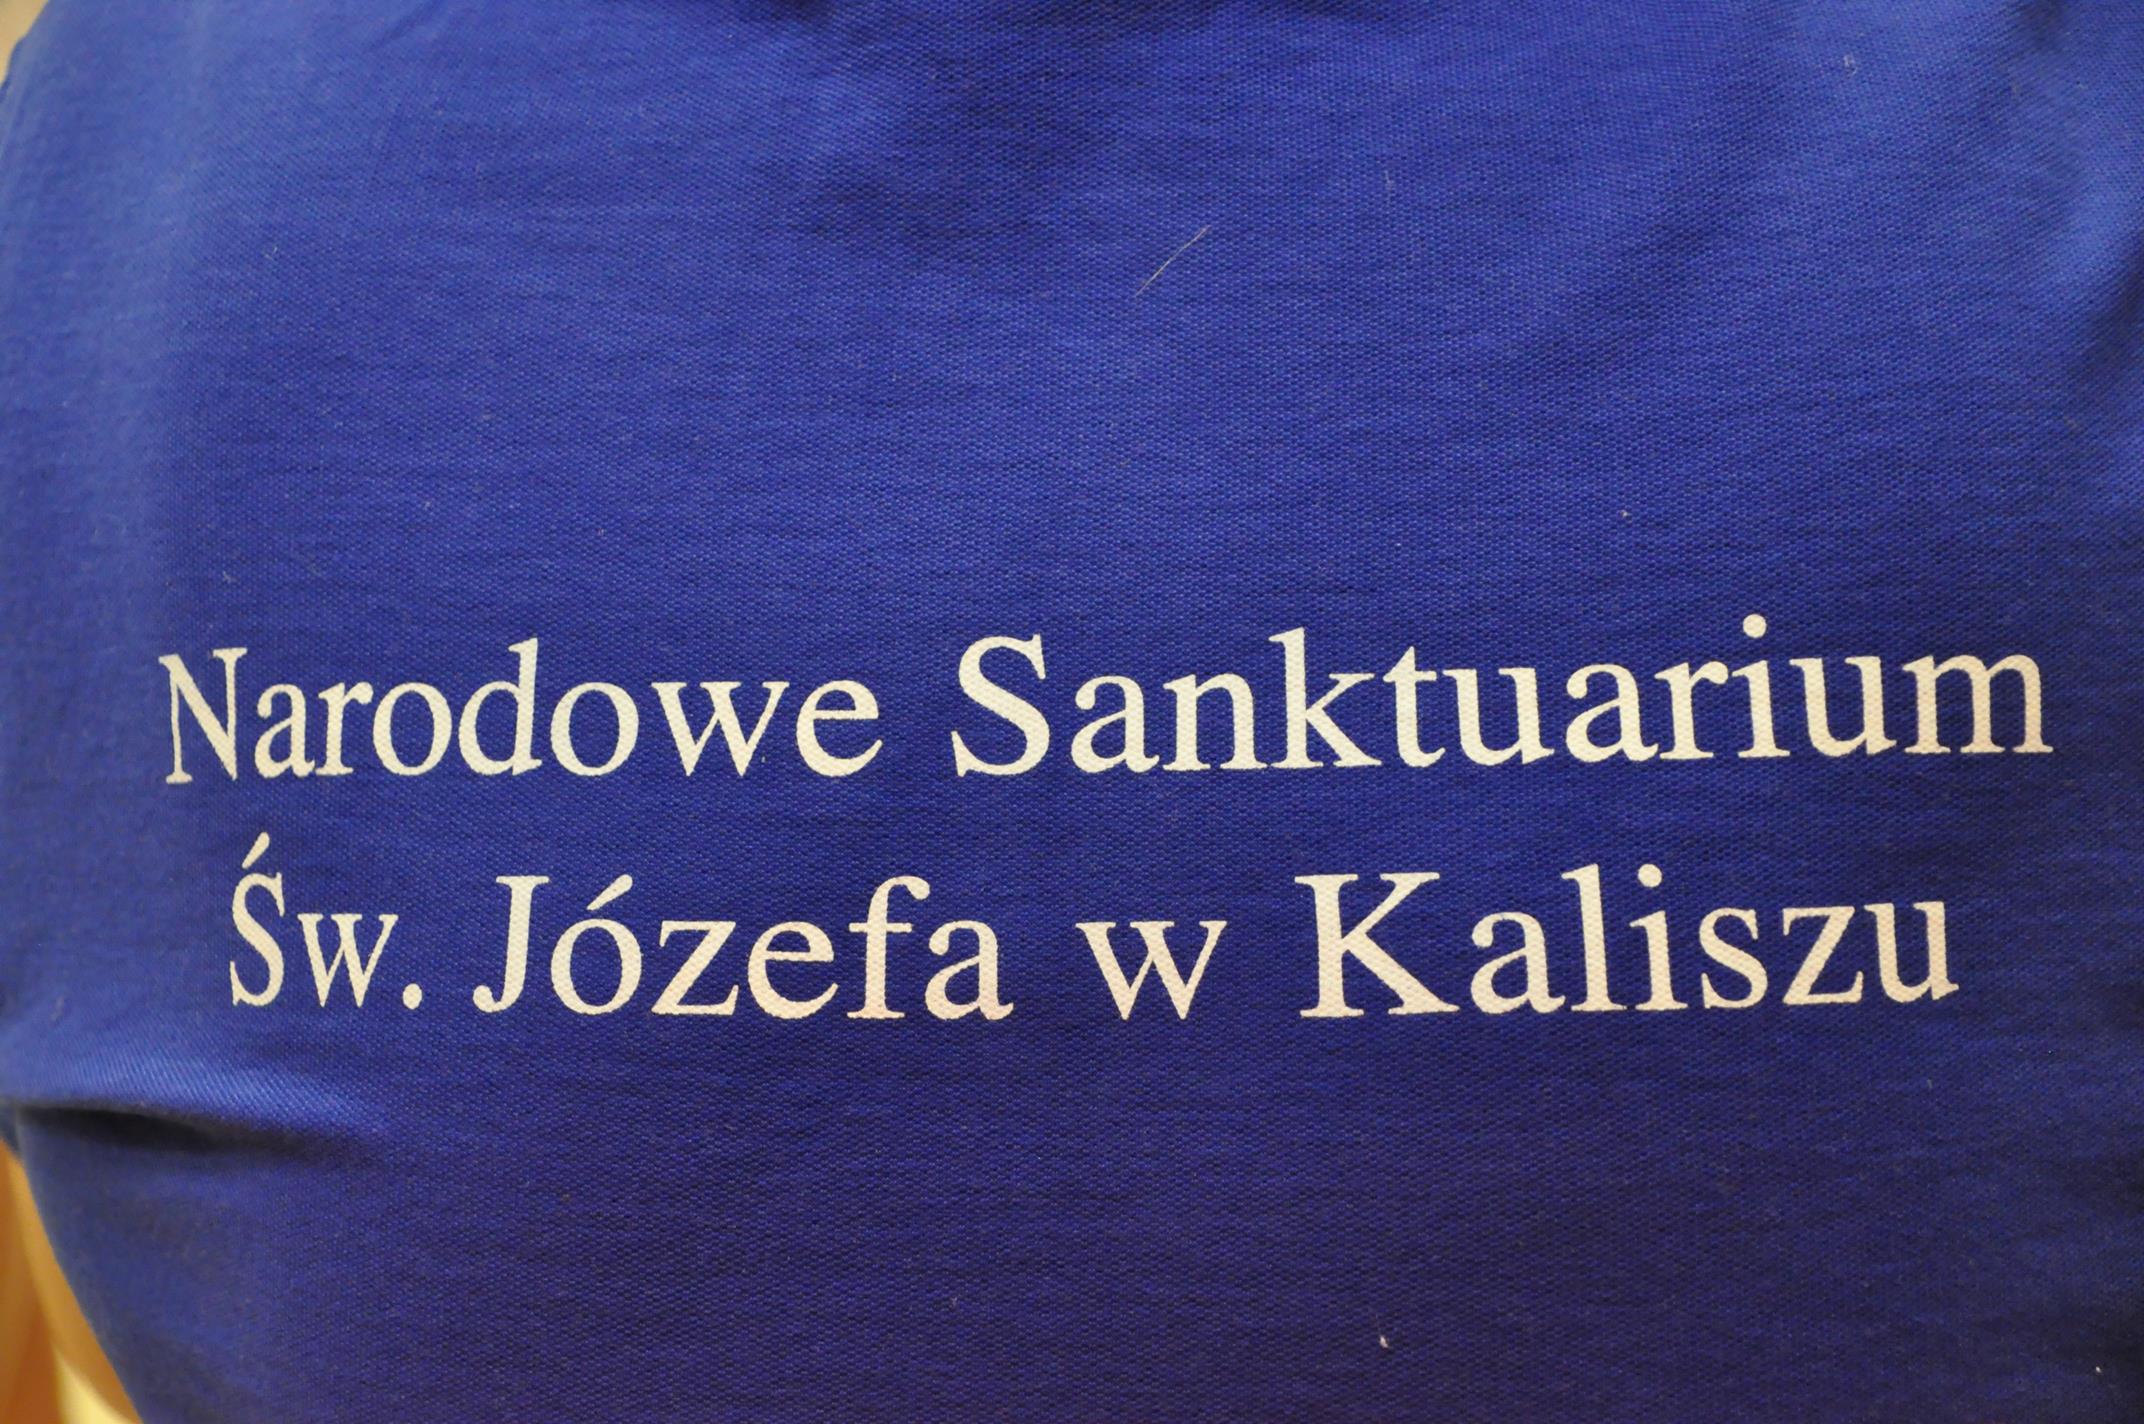 Narodowe Sanktuarium
Św. Józefa w Kaliszu